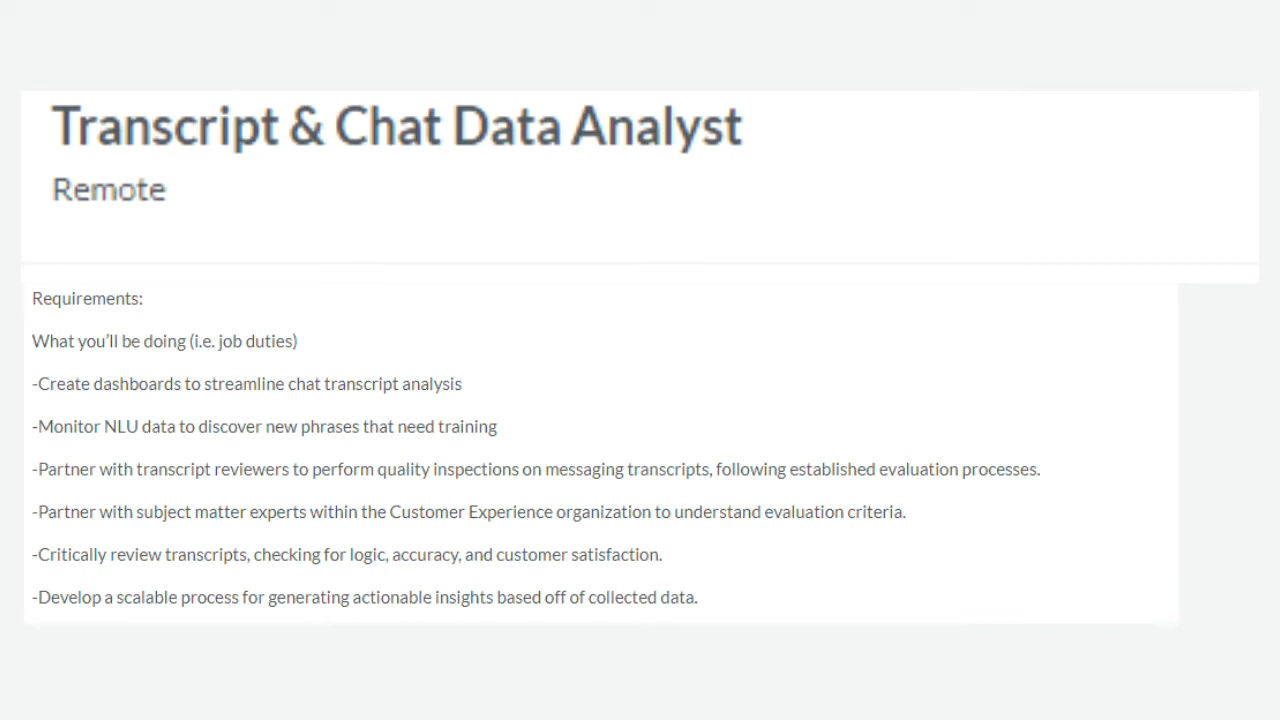 Transcript & Chat Data Analyst
Remote
Requirements:
What you’ll be doing (i.e. job duties)
-Create dashboards to streamline chat transcript analysis
-Monitor NLU data to discover new phrases that need training
-Partner with transcript reviewers to perform quality inspections on messaging transcripts, following established evaluation processes.
-Partner with subject matter experts within the Customer Experience organization to understand evaluation criteria.
-Critically review transcripts, checking for logic, accuracy, and customer satisfaction.
-Develop a scalable process for generating actionable insights based off of collected data.